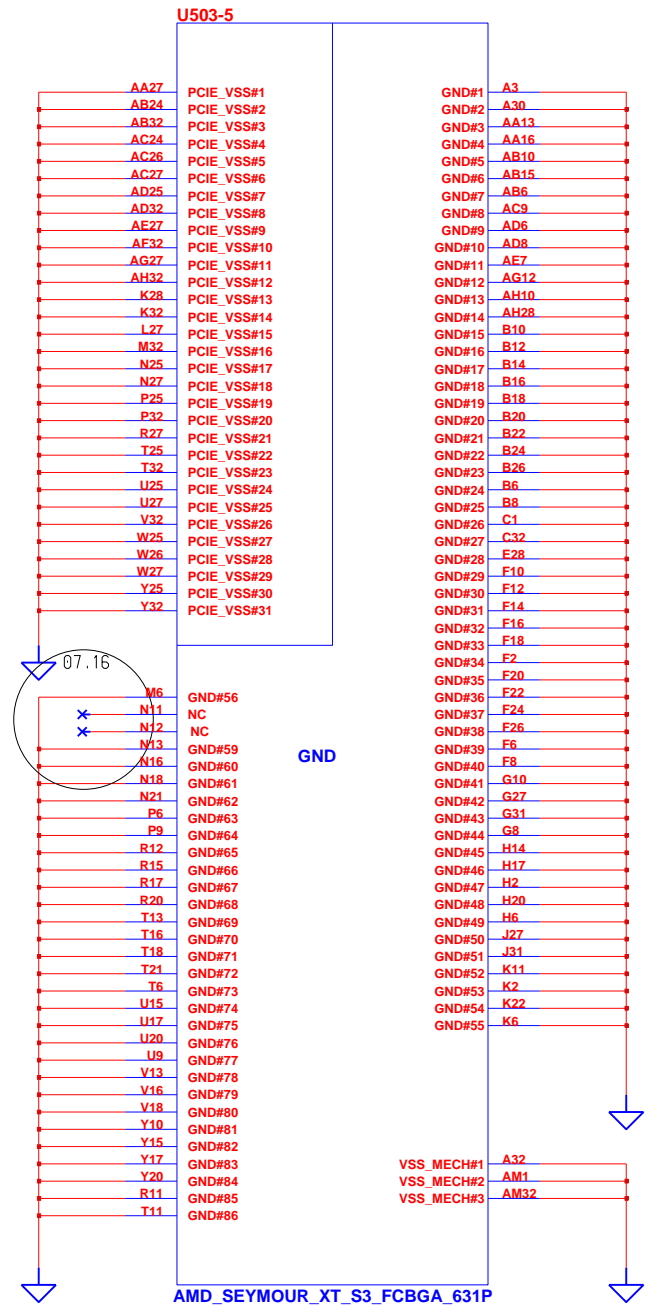 U503-5
AA27 PCIE_VSS#1 GND#1 A3
AB24 PCIE_VSS#2 GND#2 A30
AB32 PCIE_VSS#3 GND#3 AA13
AC24 PCIE_VSS#4 GND#4 AA16
AC26 PCIE_VSS#5 GND#5 AB10
AC27 PCIE_VSS#6 GND#6 AB15
AD25 PCIE_VSS#7 GND#7 AB6
AD32 PCIE_VSS#8 GND#8 AC9
AE27 PCIE_VSS#9 GND#9 AD6
AF32 PCIE_VSS#10 GND#10 AD8
AG27 PCIE_VSS#11 GND#11 AE7
AH32 PCIE_VSS#12 GND#12 AG12
K28 PCIE_VSS#13 GND#13 AH10
K32 PCIE_VSS#14 GND#14 AH28
L27 PCIE_VSS#15 GND#15 B10
M32 PCIE_VSS#16 GND#16 B12
N25 PCIE_VSS#17 GND#17 B14
N27 PCIE_VSS#18 GND#18 B16
P25 PCIE_VSS#19 GND#19 B18
P32 PCIE_VSS#20 GND#20 B20
R27 PCIE_VSS#21 GND#21 B22
T25 PCIE_VSS#22 GND#22 B24
T32 PCIE_VSS#23 GND#23 B26
U25 PCIE_VSS#24 GND#24 B6
U27 PCIE_VSS#25 GND#25 B8
V32 PCIE_VSS#26 GND#26 C1
W25 PCIE_VSS#27 GND#27 C32
W26 PCIE_VSS#28 GND#28 E28
W27 PCIE_VSS#29 GND#29 F10
Y25 PCIE_VSS#30 GND#30 F12
Y32 PCIE_VSS#31 GND#31 F14
GND#32 F16
GND#33 F18
07.16 GND#34 F2
GND#35 F20
M6 GND#56 GND#36 F22
N11 NC GND#37 F24
N12 NC GND#38 F26
N13 GND#59 GND GND#39 F6
N16 GND#60 GND#40 F8
N18 GND#61 GND#41 G10
N21 GND#62 GND#42 G27
P6 GND#63 GND#43 G31
P9 GND#64 GND#44 G8
R12 GND#65 GND#45 H14
R15 GND#66 GND#46 H17
R17 GND#67 GND#47 H2
R20 GND#68 GND#48 H20
T13 GND#69 GND#49 H6
T16 GND#70 GND#50 J27
T18 GND#71 GND#51 J31
T21 GND#72 GND#52 K11
T6 GND#73 GND#53 K2
U15 GND#74 GND#54 K22
U17 GND#75 GND#55 K6
U20 GND#76
U9 GND#77
V13 GND#78
V16 GND#79
V18 GND#80
Y10 GND#81
Y15 GND#82
Y17 GND#83 VSS_MECH#1 A32
Y20 GND#84 VSS_MECH#2 AM1
R11 GND#85 VSS_MECH#3 AM32
T11 GND#86
AMD_SEYMOUR_XT_S3_FCBGA_631P